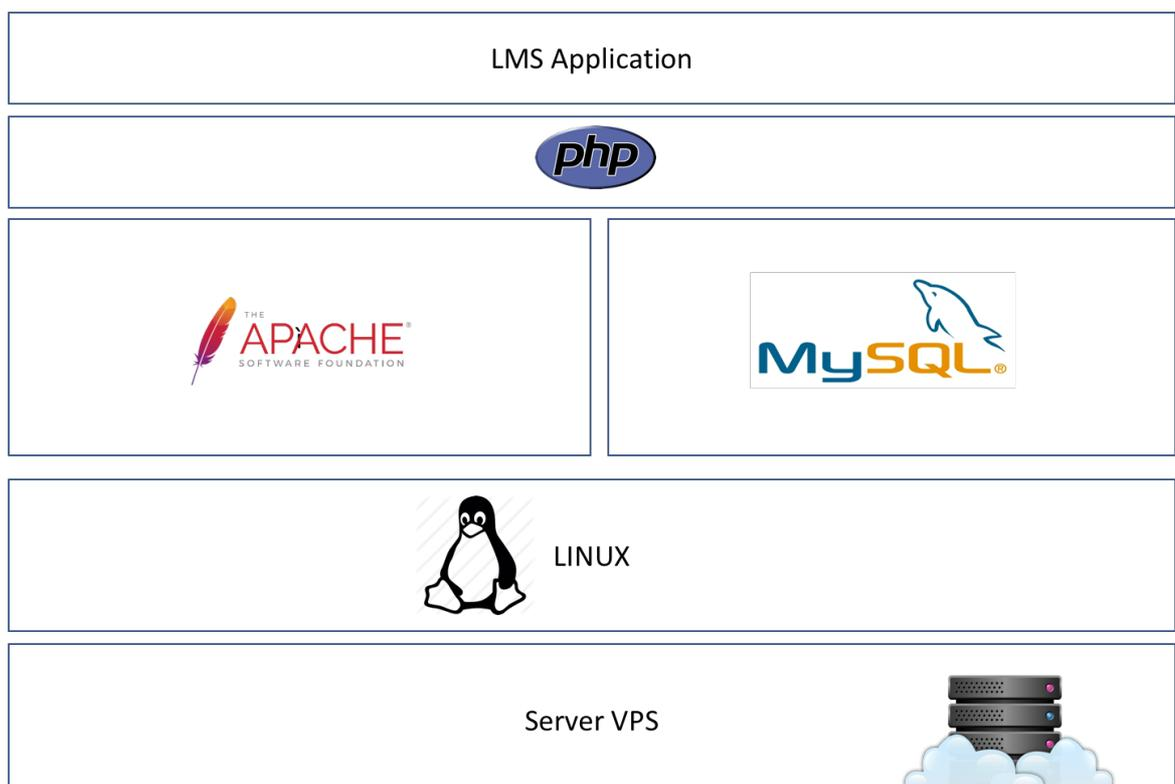 LMS Application
php
THE
APACHE®
SOFTWARE FOUNDATION
MySQL®
LINUX
Server VPS